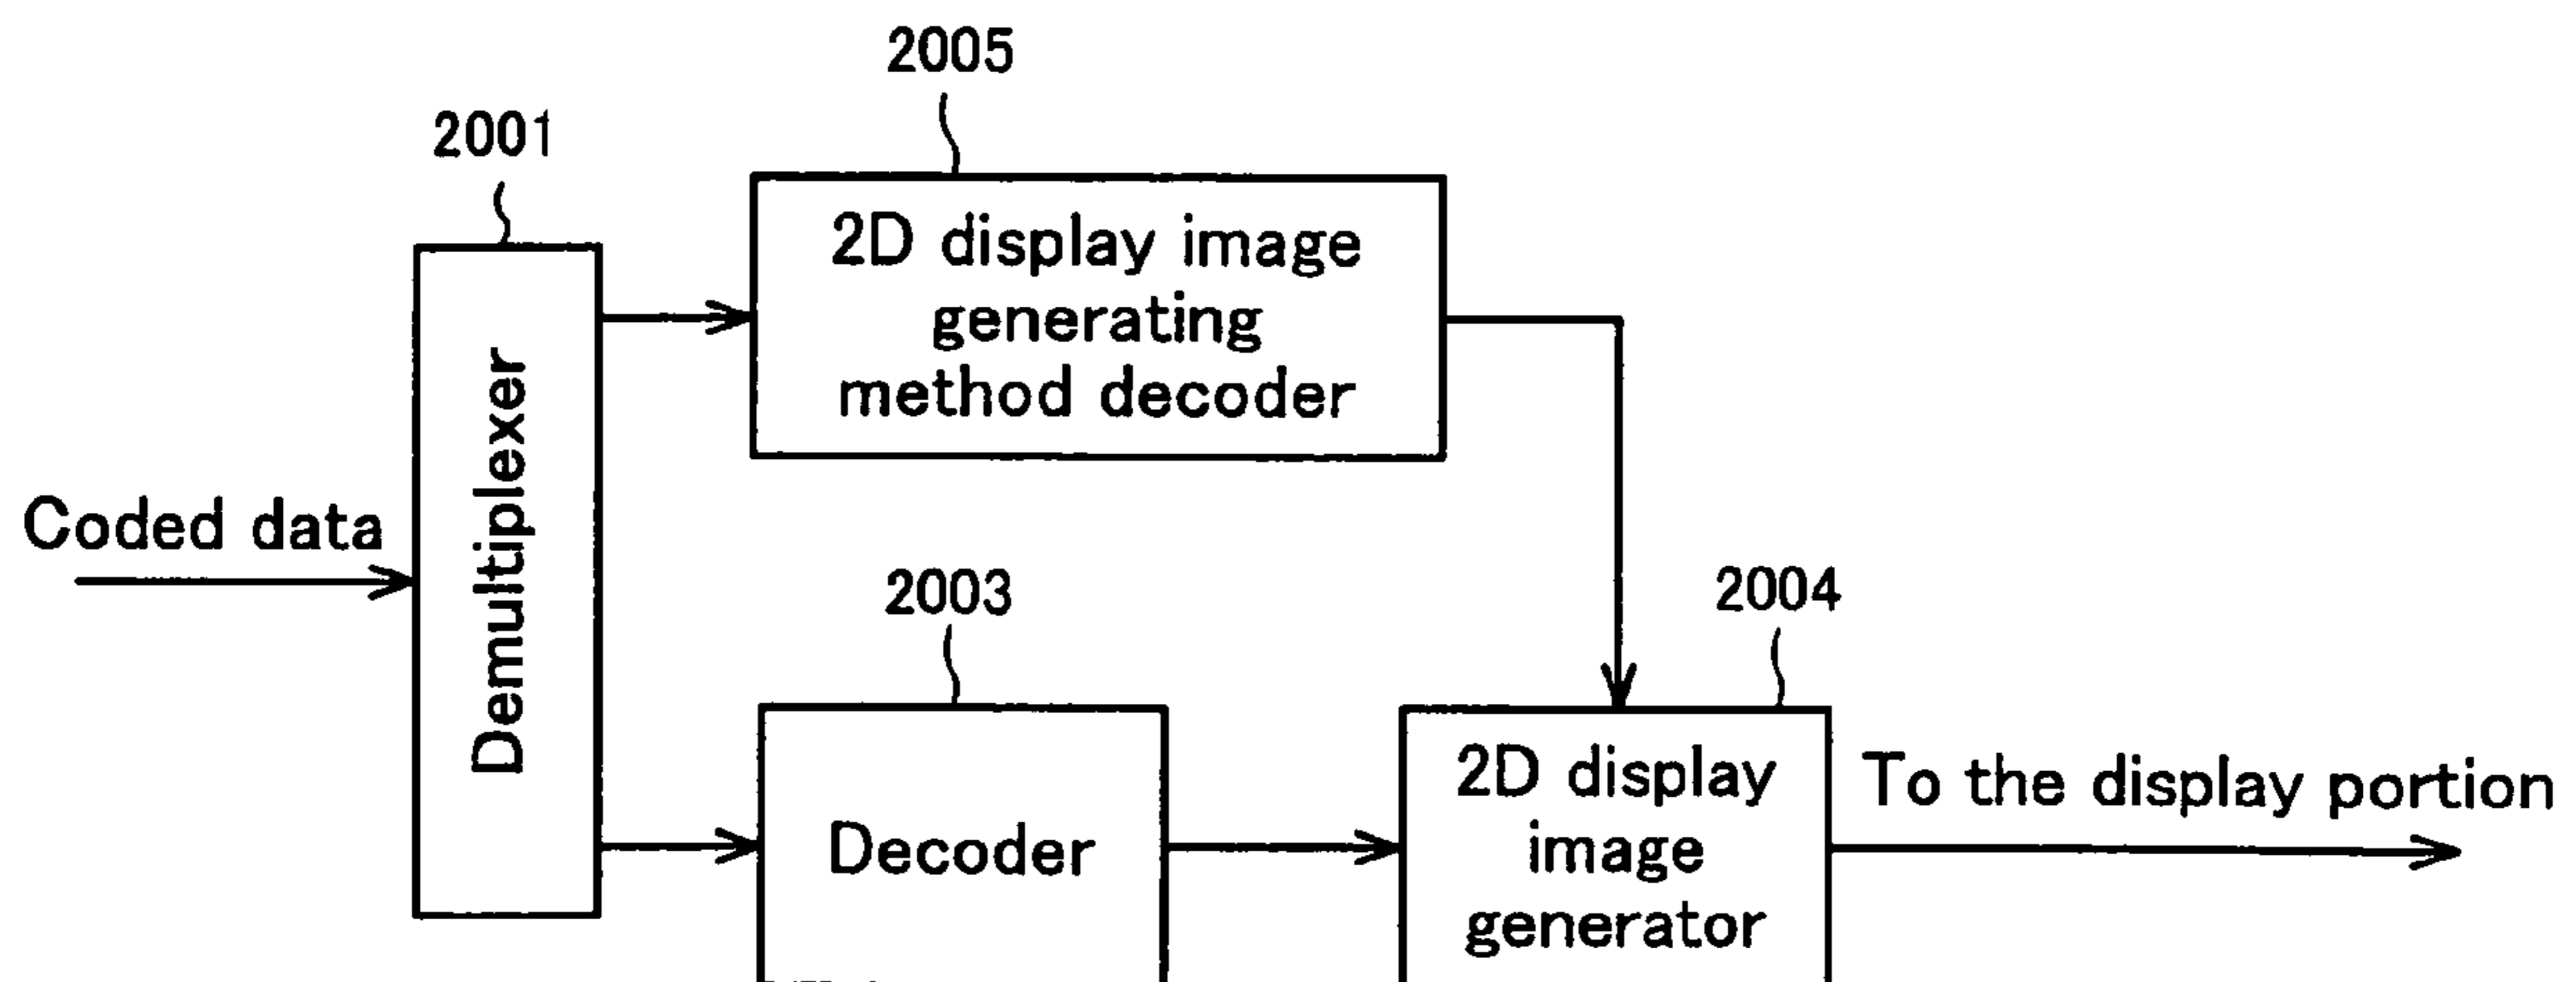 2005
2001
2D display image
generating
method decoder
Demultiplexer
Coded data
2003
2004
Decoder
2D display
image
generator
To the display portion